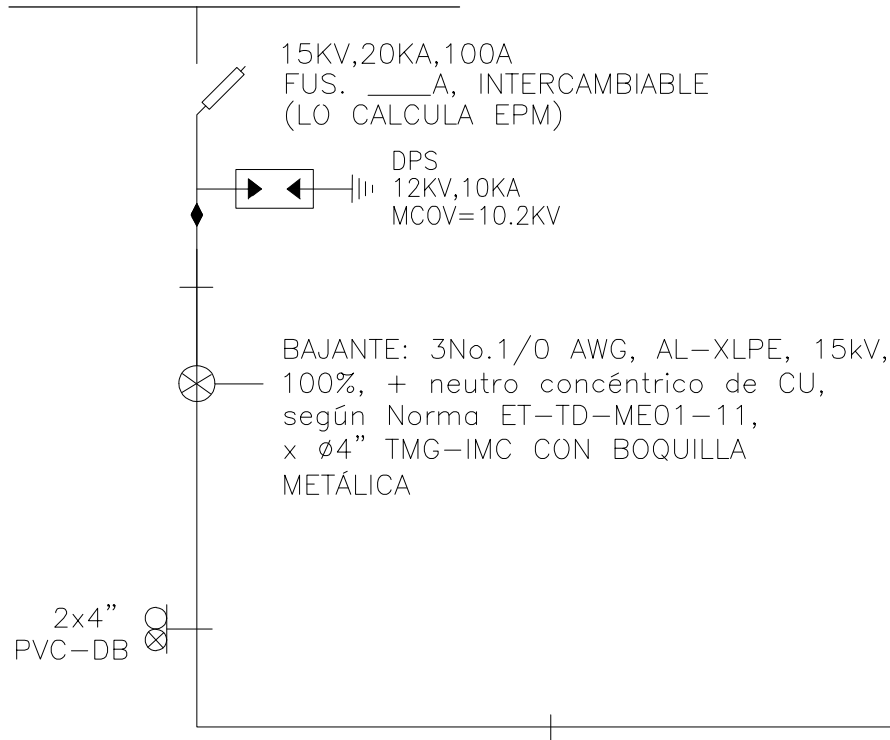 15KV,20KA,100A
FUS. ____A, INTERCAMBIABLE
(LO CALCULA EPM)
DPS
12KV,10KA
MCOV=10.2KV
BAJANTE: 3No.1/0 AWG, AL-XLPE, 15kV,
100%, + neutro concéntrico de CU,
según Norma ET-TD-ME01-11,
x ø4" TMG-IMC CON BOQUILLA
METÁLICA
2x4"
PVC-DB